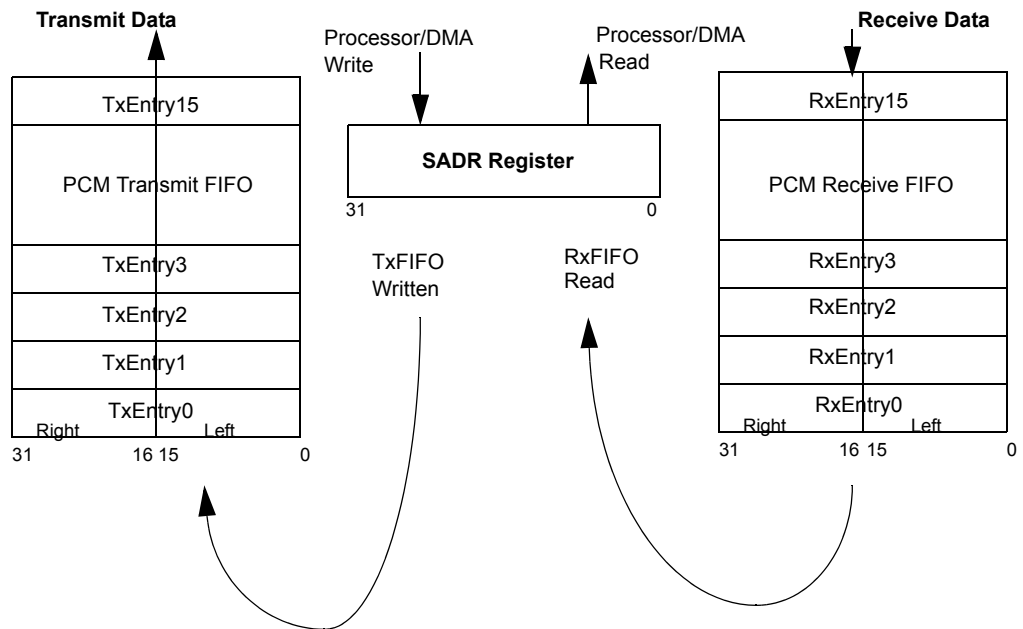 Transmit Data
TxEntry15
PCM Transmit FIFO
TxEntry3
TxEntry2
TxEntry1
TxEntry0
Right Left
31 16 15 0
Processor/DMA
Write
Processor/DMA
Read
SADR Register
31 0
TxFIFO
Written
RxFIFO
Read
Receive Data
RxEntry15
PCM Receive FIFO
RxEntry3
RxEntry2
RxEntry1
RxEntry0
Right Left
31 16 15 0